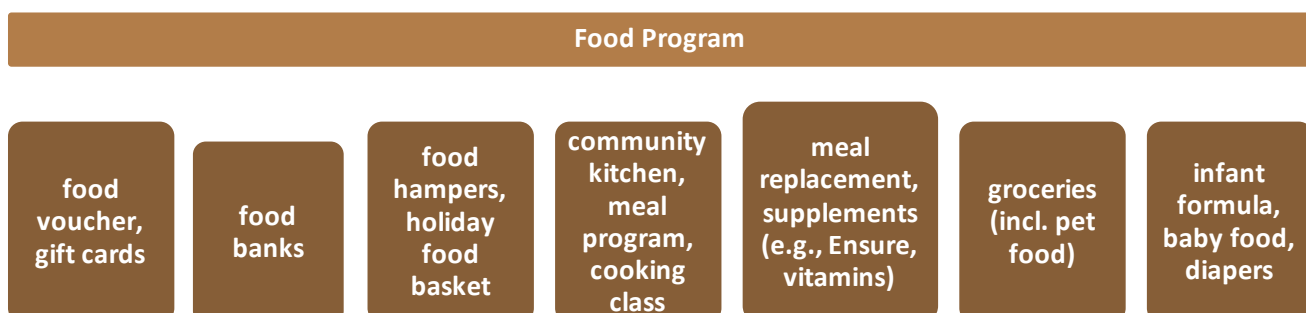 Food Program
food
voucher,
gift cards
food
banks
food
hampers,
holiday
food
basket
community
kitchen,
meal
program,
cooking
class
meal
replacement,
supplements
(e.g., Ensure,
vitamins)
groceries
(incl. pet
food)
infant
formula,
baby food,
diapers